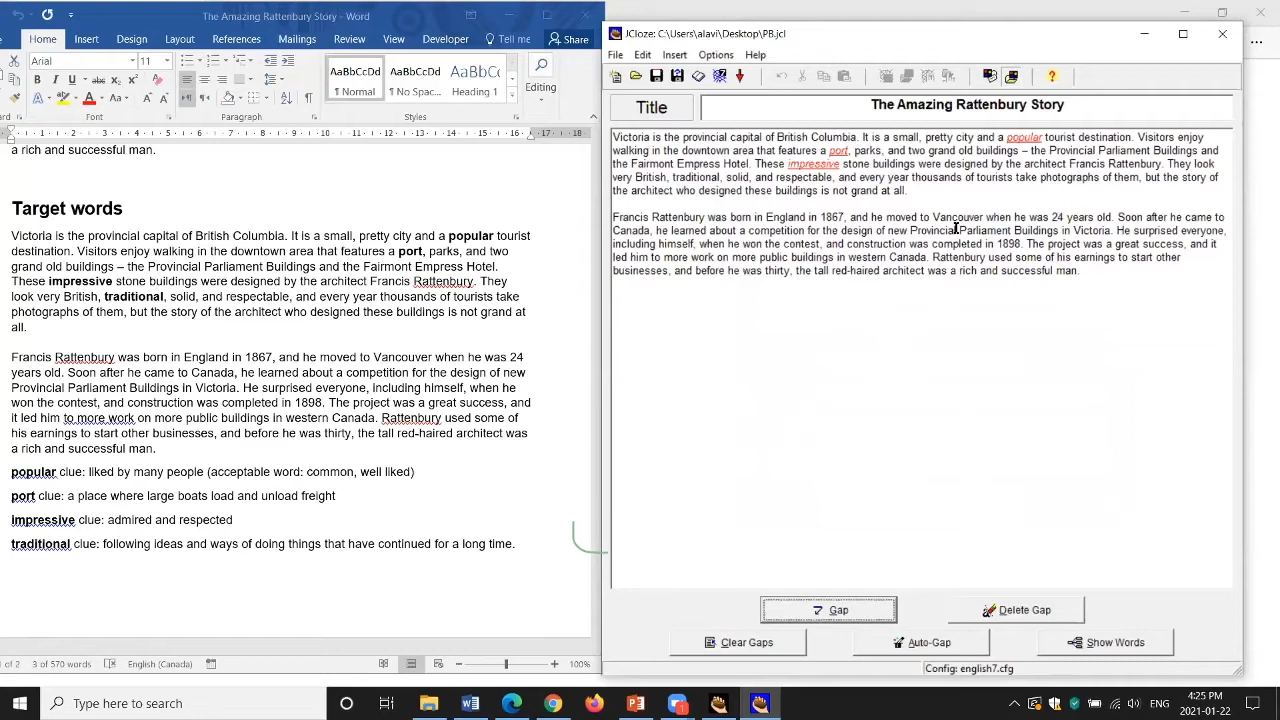 The Amazing Rattenbury Story - Word
Home Insert Design Layout References Mailings Review View Developer Tell me Share
Arial 11
AaBbCcDc AaBbCcDc AaBbCc
¶ Normal ¶ No Spac... Heading 1
Editing
Font Paragraph Styles
1 2 3 4 5 6 7 8 9 10 11 12 13 14 15 17 18
a rich and successful man.
Target words
Victoria is the provincial capital of British Columbia. It is a small, pretty city and a popular tourist
destination. Visitors enjoy walking in the downtown area that features a port, parks, and two
grand old buildings – the Provincial Parliament Buildings and the Fairmont Empress Hotel.
These impressive stone buildings were designed by the architect Francis Rattenbury. They
look very British, traditional, solid, and respectable, and every year thousands of tourists take
photographs of them, but the story of the architect who designed these buildings is not grand at
all.
Francis Rattenbury was born in England in 1867, and he moved to Vancouver when he was 24
years old. Soon after he came to Canada, he learned about a competition for the design of new
Provincial Parliament Buildings in Victoria. He surprised everyone, including himself, when he
won the contest, and construction was completed in 1898. The project was a great success, and
it led him to more work on more public buildings in western Canada. Rattenbury used some of
his earnings to start other businesses, and before he was thirty, the tall red-haired architect was
a rich and successful man.
popular clue: liked by many people (acceptable word: common, well liked)
port clue: a place where large boats load and unload freight
impressive clue: admired and respected
traditional clue: following ideas and ways of doing things that have continued for a long time.
1 of 2 3 of 570 words English (Canada) 100%
JCloze: C:\Users\alavi\Desktop\PB.jcl
File Edit Insert Options Help
Title The Amazing Rattenbury Story
Victoria is the provincial capital of British Columbia. It is a small, pretty city and a popular tourist destination. Visitors enjoy
walking in the downtown area that features a port, parks, and two grand old buildings – the Provincial Parliament Buildings and
the Fairmont Empress Hotel. These impressive stone buildings were designed by the architect Francis Rattenbury. They look
very British, traditional, solid, and respectable, and every year thousands of tourists take photographs of them, but the story of
the architect who designed these buildings is not grand at all.
Francis Rattenbury was born in England in 1867, and he moved to Vancouver when he was 24 years old. Soon after he came to
Canada, he learned about a competition for the design of new Provincial Parliament Buildings in Victoria. He surprised everyone,
including himself, when he won the contest, and construction was completed in 1898. The project was a great success, and it
led him to more work on more public buildings in western Canada. Rattenbury used some of his earnings to start other
businesses, and before he was thirty, the tall red-haired architect was a rich and successful man.
Gap Delete Gap
Clear Gaps Auto-Gap Show Words
Config: english7.cfg
Type here to search
4:25 PM
2021-01-22